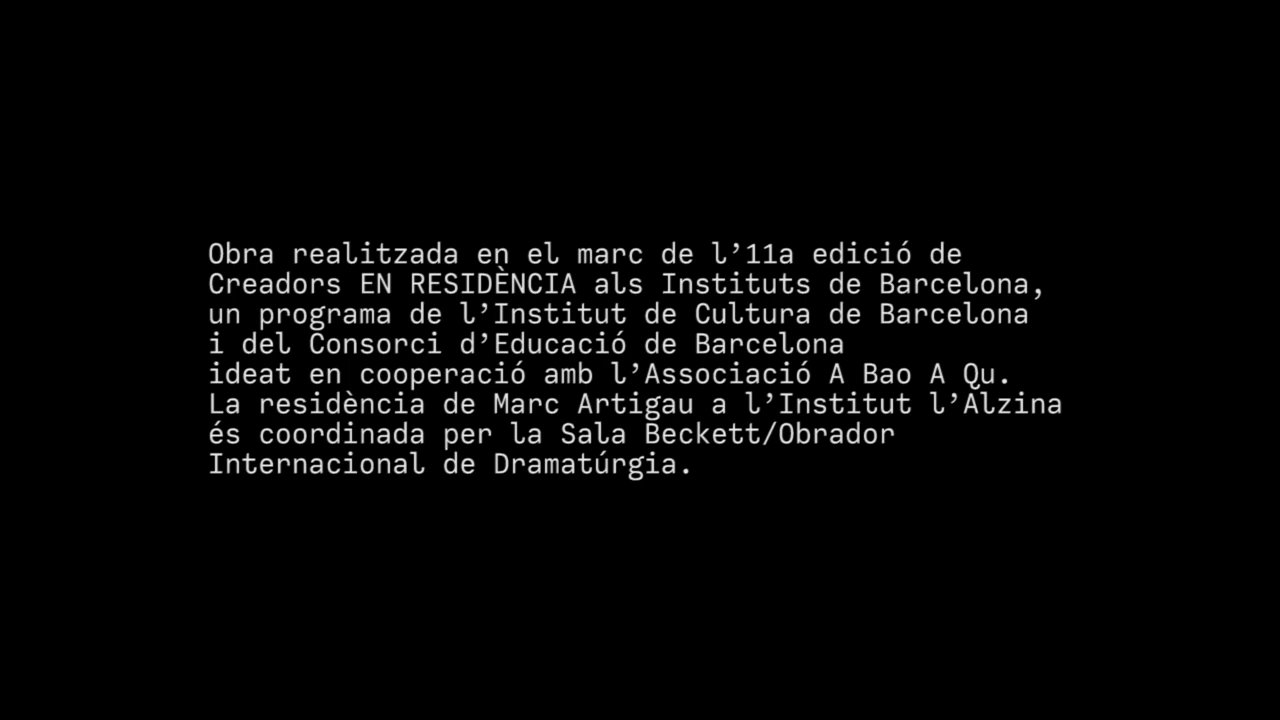 Obra realitzada en el marc de l’11a edició de
Creadors EN RESIDÈNCIA als Instituts de Barcelona,
un programa de l’Institut de Cultura de Barcelona
i del Consorci d’Educació de Barcelona
ideat en cooperació amb l’Associació A Bao A Qu.
La residència de Marc Artigau a l’Institut l’Alzina
és coordinada per la Sala Beckett/Obrador
Internacional de Dramatúrgia.